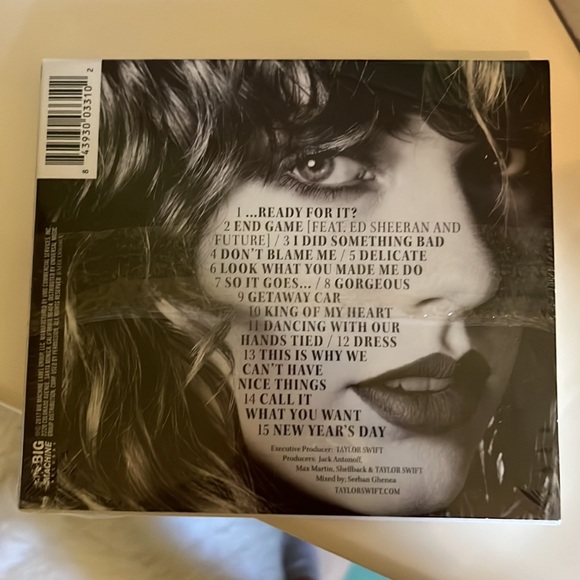 8 43930 03310 2
1 ...READY FOR IT?
2 END GAME [FEAT. ED SHEERAN AND
FUTURE] / 3 I DID SOMETHING BAD
4 DON'T BLAME ME / 5 DELICATE
6 LOOK WHAT YOU MADE ME DO
7 SO IT GOES... / 8 GORGEOUS
9 GETAWAY CAR
10 KING OF MY HEART
11 DANCING WITH OUR
HANDS TIED / 12 DRESS
13 THIS IS WHY WE
CAN'T HAVE
NICE THINGS
14 CALL IT
WHAT YOU WANT
15 NEW YEAR'S DAY
Executive Producer: TAYLOR SWIFT
Producers: Jack Antonoff,
Max Martin, Shellback & TAYLOR SWIFT
Mixed by, Serban Ghenea
TAYLORSWIFT.COM
BIG
MACHINE